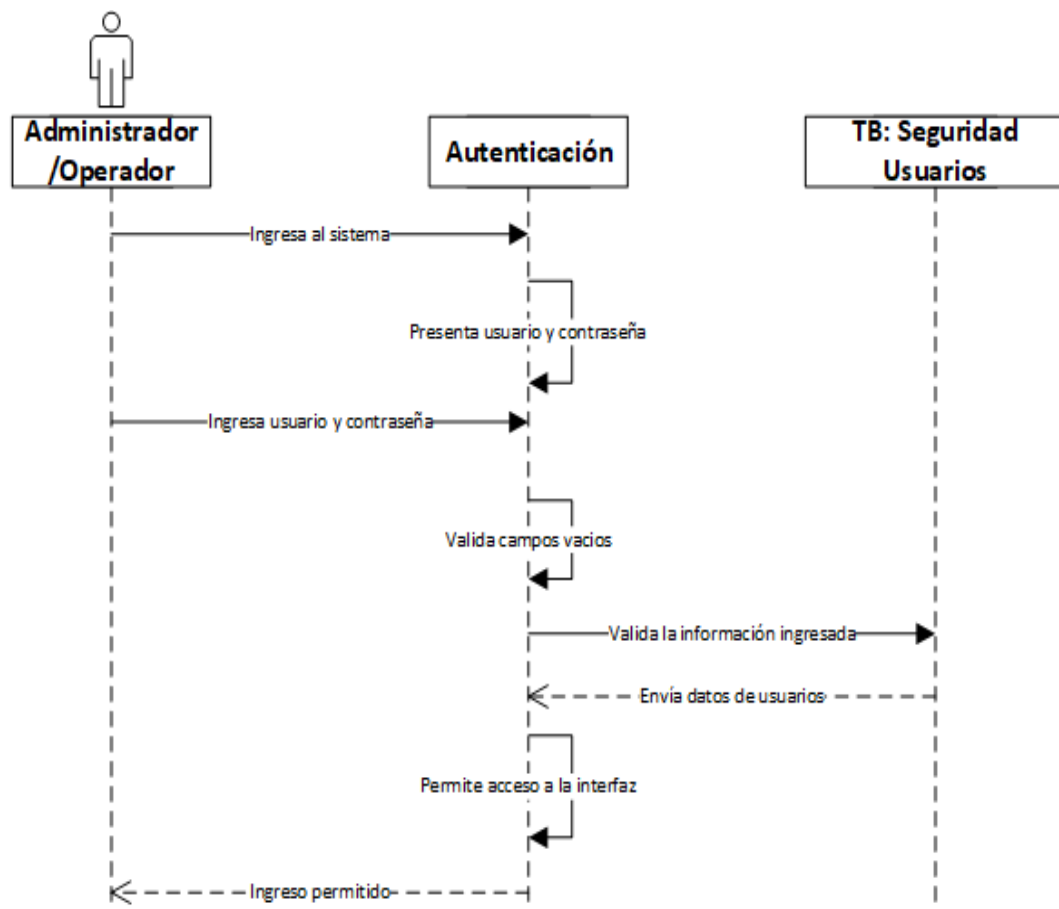 Administrador
/Operador
Autenticación
TB: Seguridad
Usuarios
Ingresa al sistema
Presenta usuario y contraseña
Ingresa usuario y contraseña
Valida campos vacios
Valida la información ingresada
Envía datos de usuarios
Permite acceso a la interfaz
Ingreso permitido